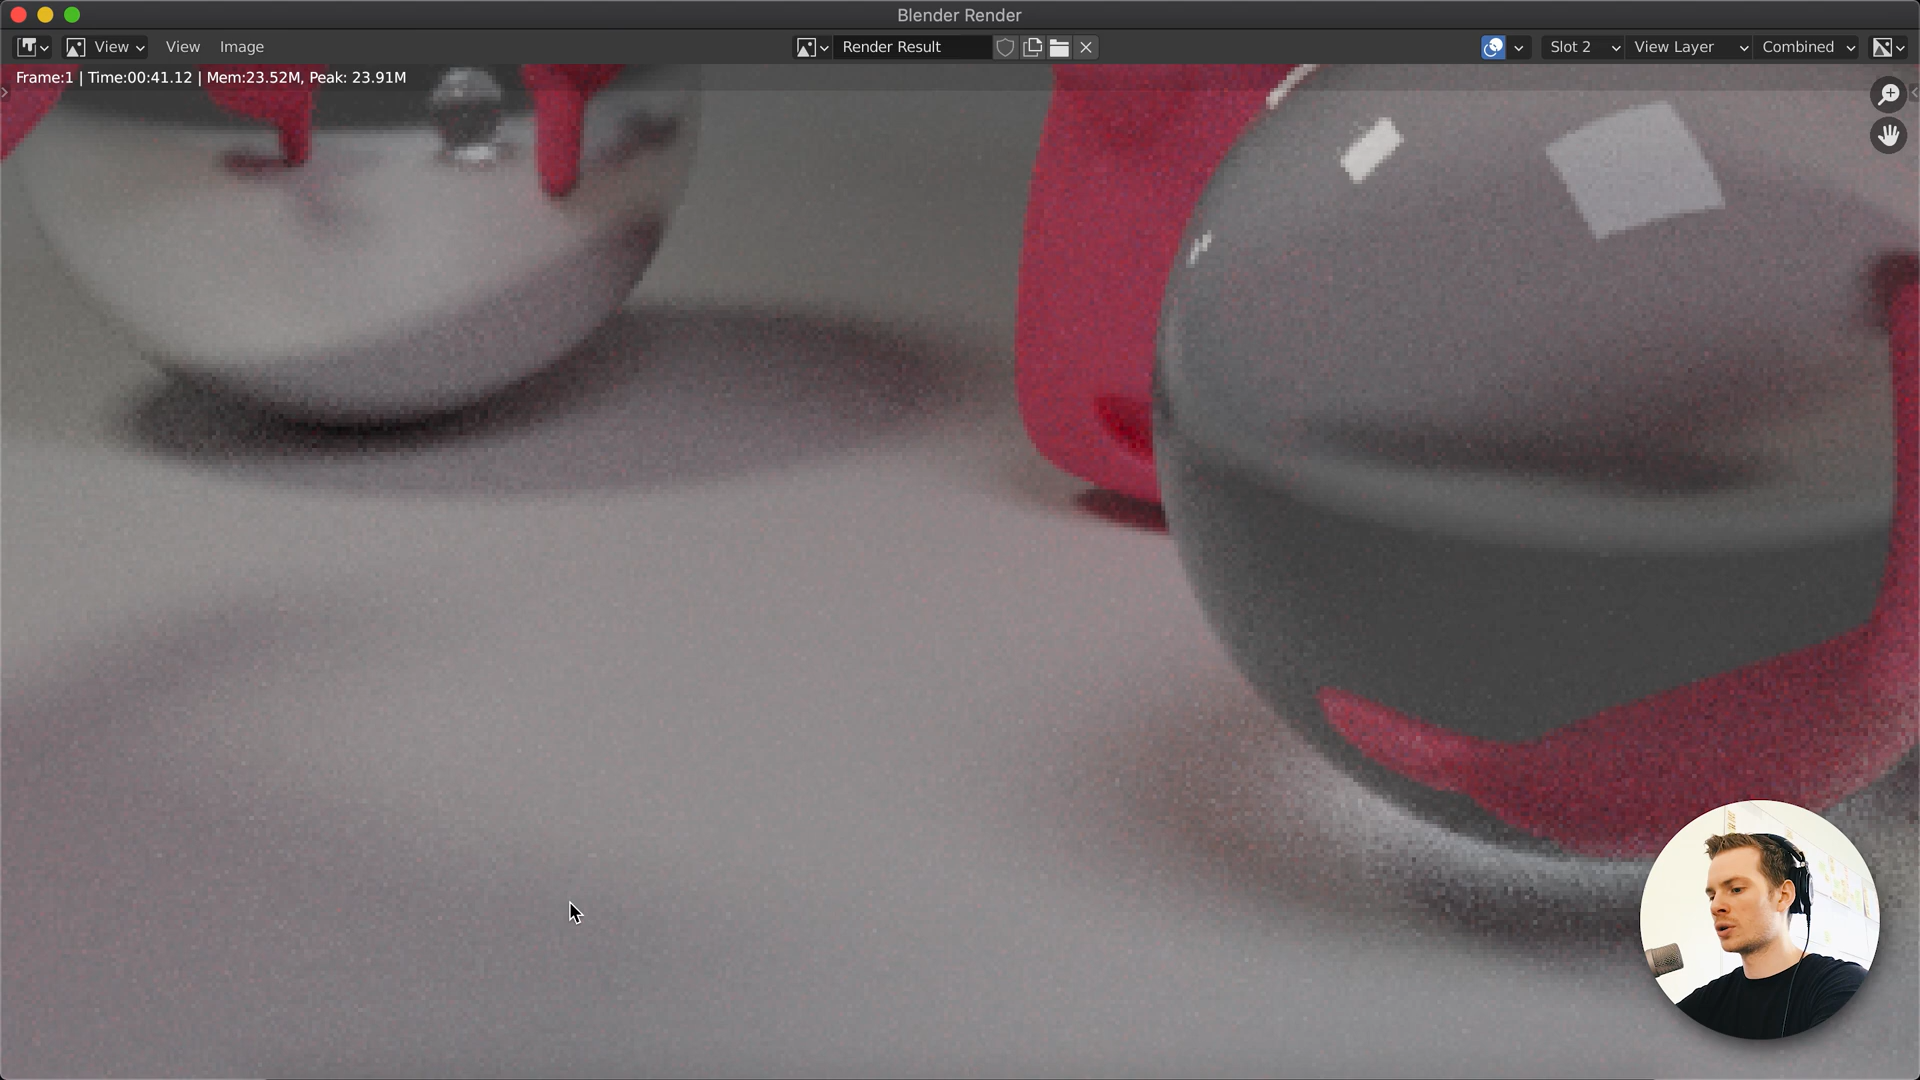 Blender Render
View View Image Render Result Slot 2 View Layer Combined
Frame:1 | Time:00:41.12 | Mem:23.52M, Peak: 23.91M